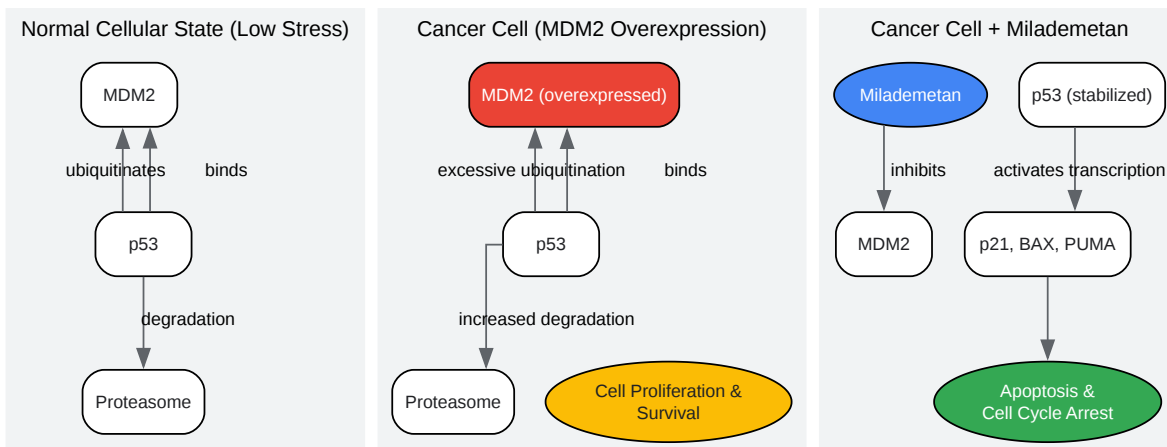 Normal Cellular State (Low Stress)
MDM2
ubiquitinates
binds
p53
degradation
Proteasome
Cancer Cell (MDM2 Overexpression)
MDM2 (overexpressed)
excessive ubiquitination
binds
p53
increased degradation
Proteasome
Cell Proliferation &
Survival
Cancer Cell + Milademetan
Milademetan
p53 (stabilized)
inhibits
activates transcription
MDM2
p21, BAX, PUMA
Apoptosis &
Cell Cycle Arrest